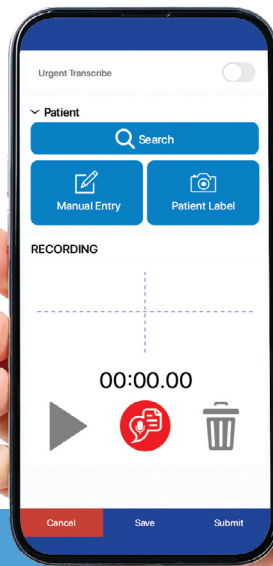 Urgent Transcribe
Patient
Search
Manual Entry Patient Label
RECORDING
00:00.00
Cancel Save Submit